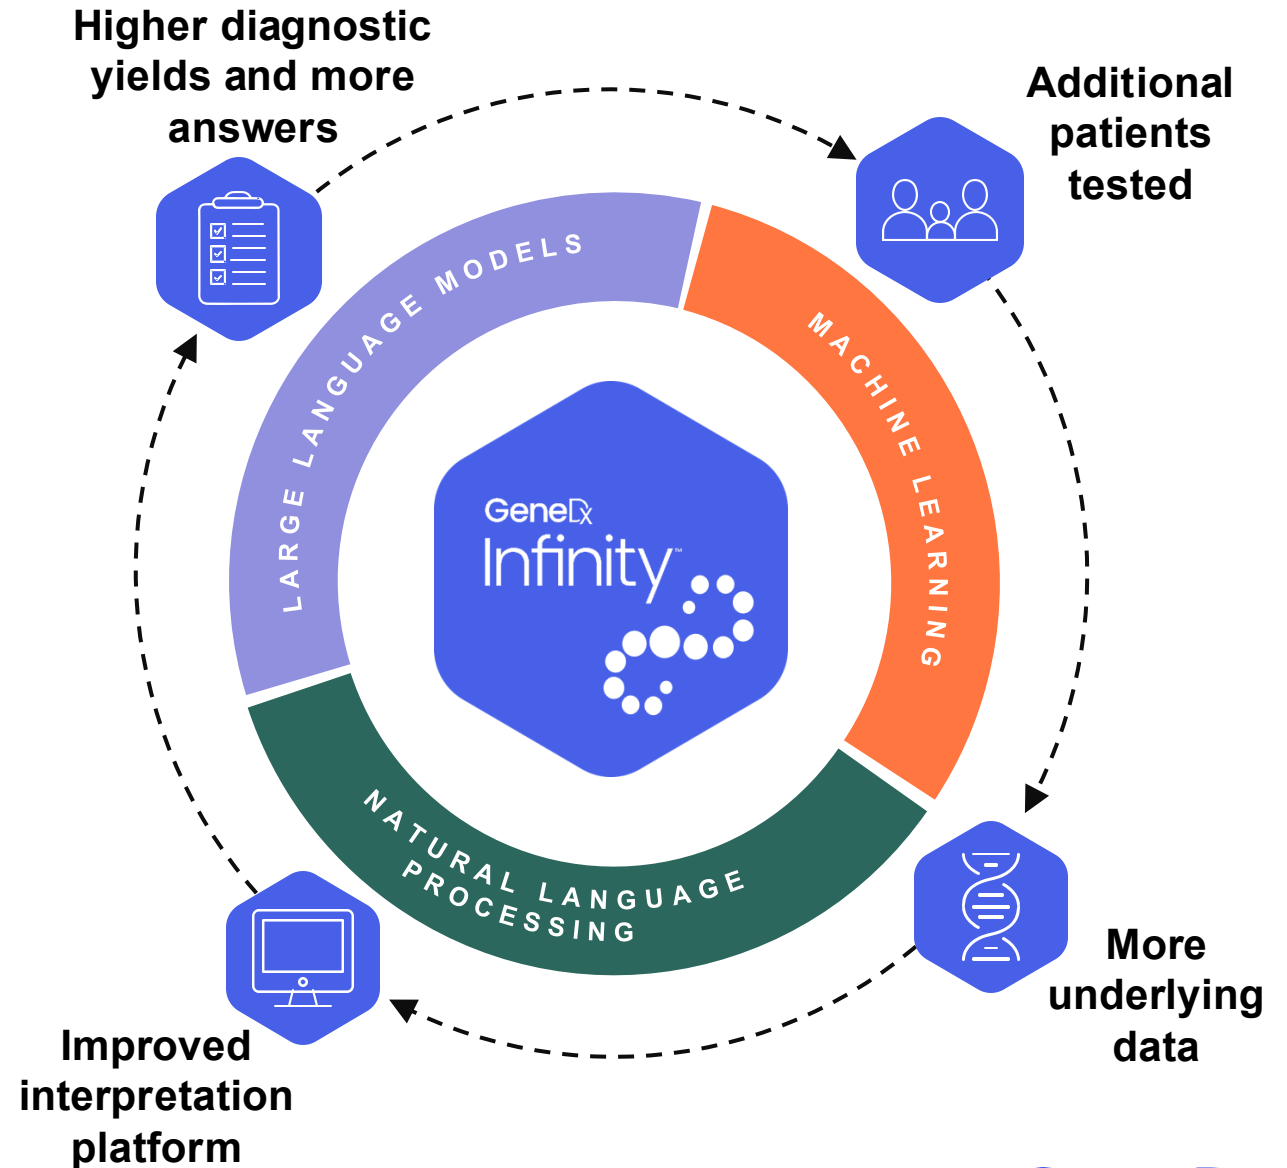 Higher diagnostic
yields and more
answers
Additional
patients
tested
LARGE LANGUAGE MODELS
MACHINE LEARNING
GeneDx
Infinity™
NATURAL LANGUAGE
PROCESSING
More
underlying
data
Improved
interpretation
platform